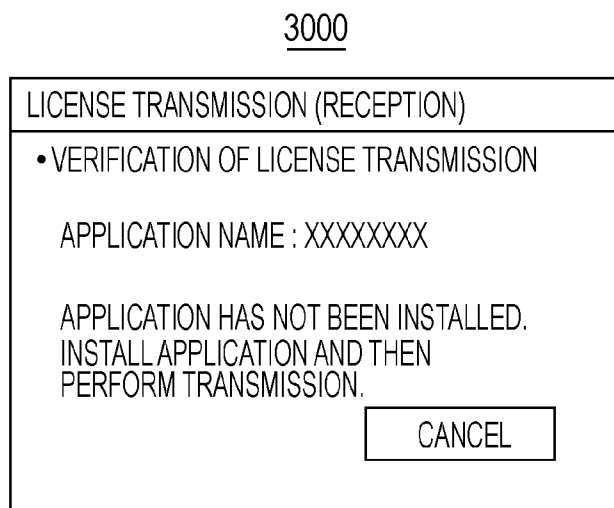 3000
LICENSE TRANSMISSION (RECEPTION)
• VERIFICATION OF LICENSE TRANSMISSION
APPLICATION NAME : XXXXXXXX
APPLICATION HAS NOT BEEN INSTALLED.
INSTALL APPLICATION AND THEN
PERFORM TRANSMISSION.
CANCEL